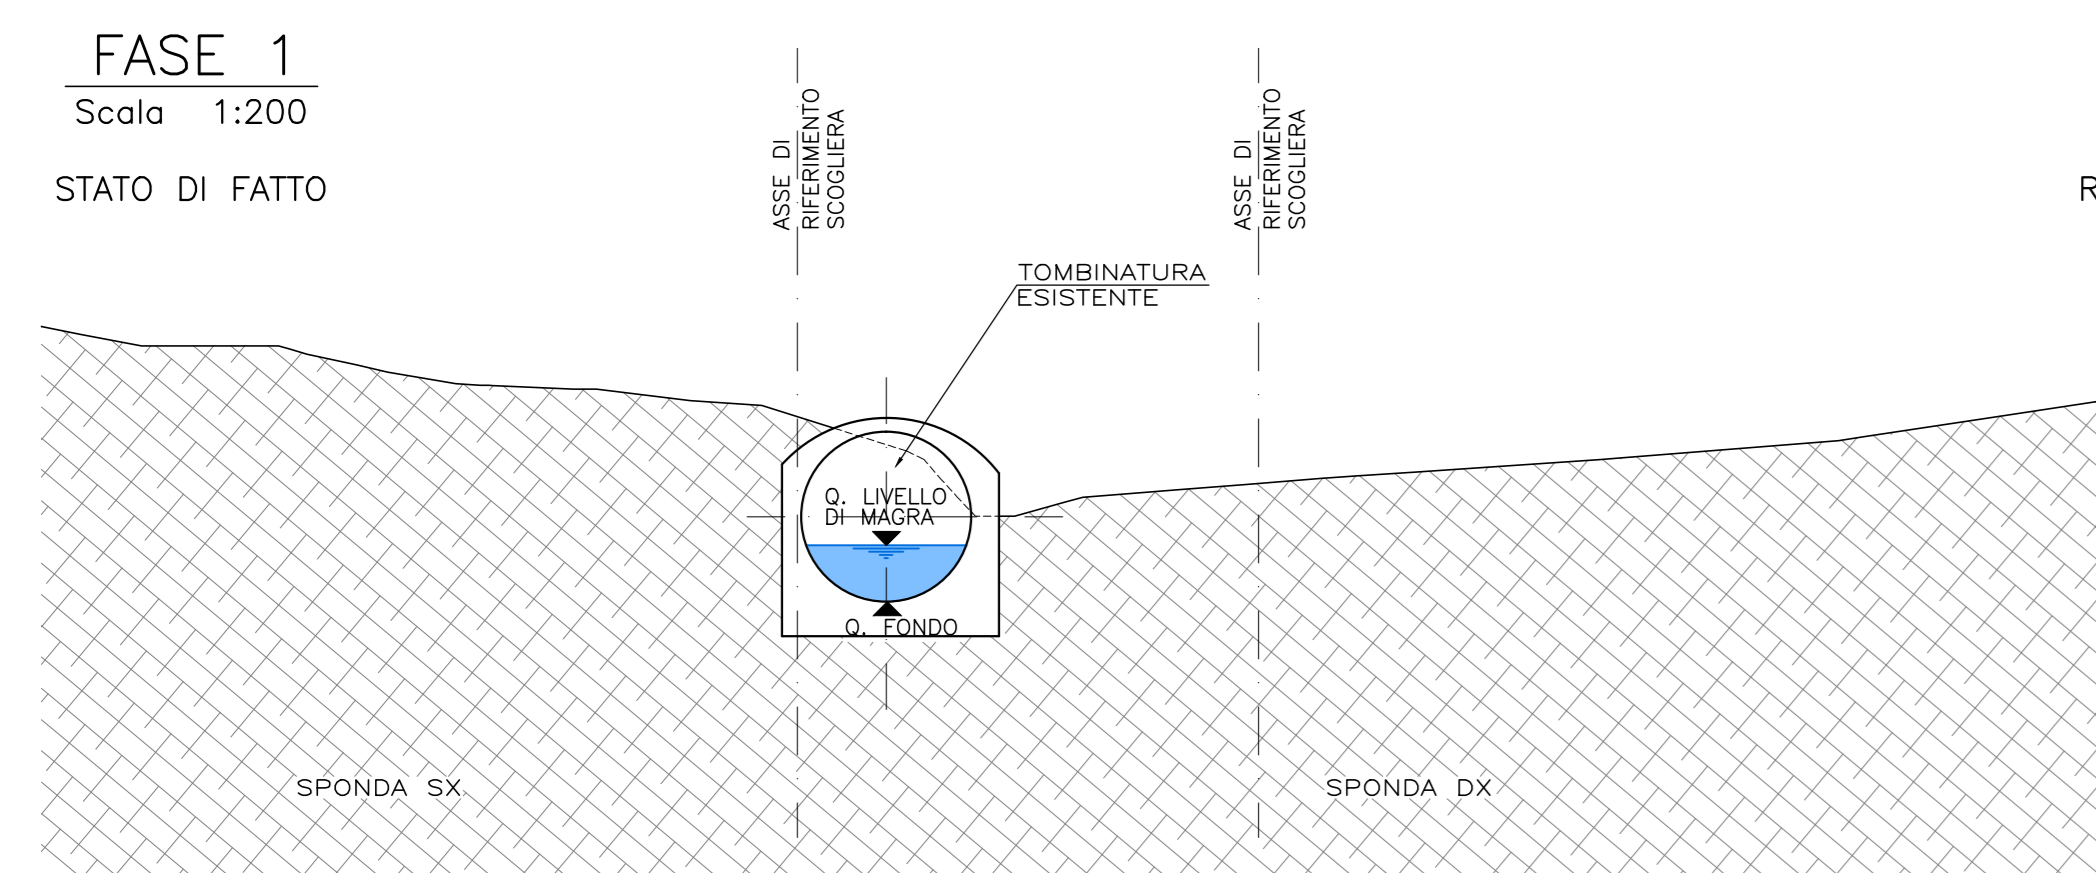 FASE 1
Scala 1:200
STATO DI FATTO
ASSE DI
RIFERIMENTO
SCOGLIERA
ASSE DI
RIFERIMENTO
SCOGLIERA
R
TOMBINATURA
ESISTENTE
Q. LIVELLO
DI MAGRA
Q. FONDO
SPONDA SX
SPONDA DX